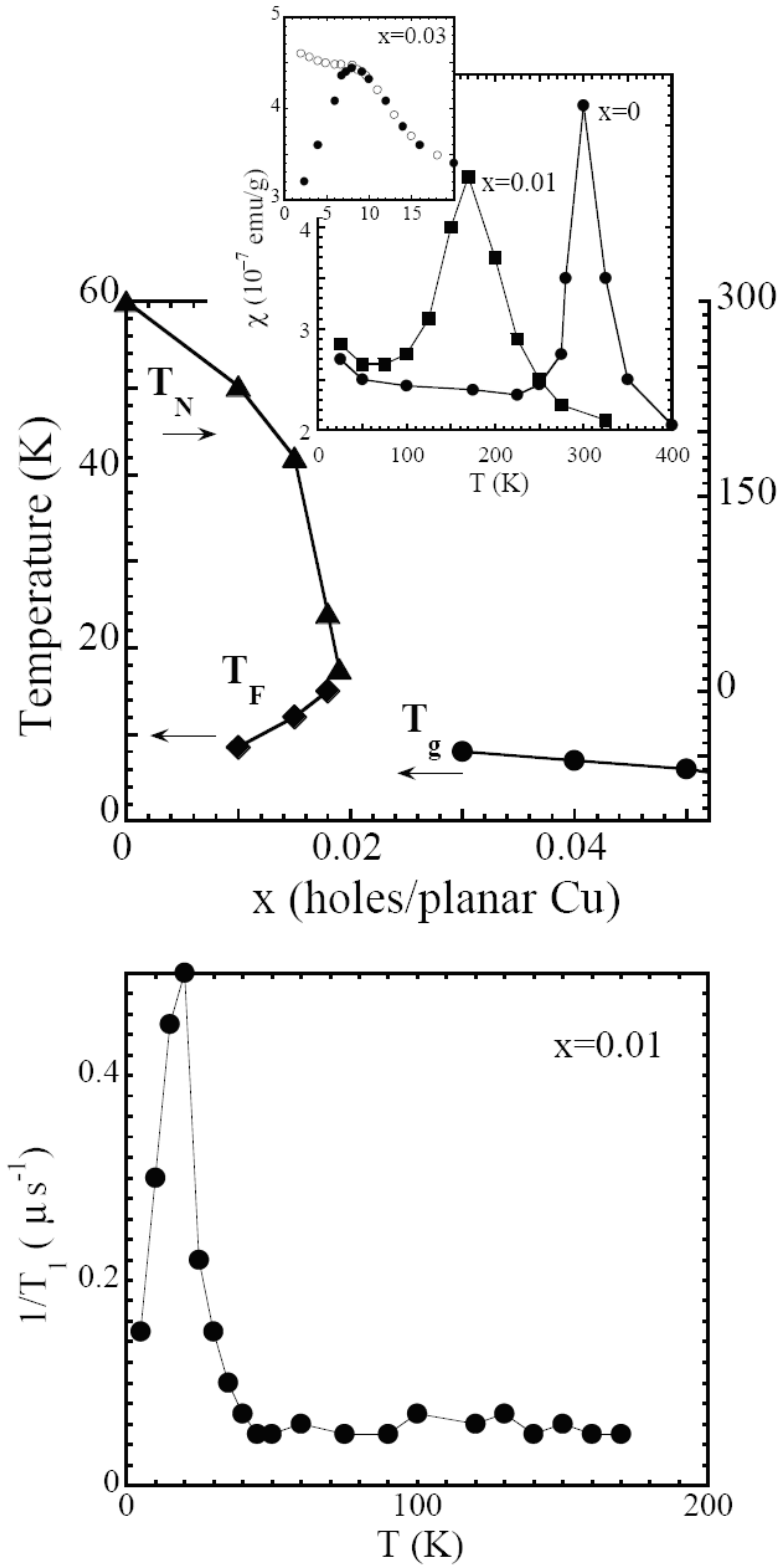 5
x=0.03
4
3
0 5 10 15
x=0
x=0.01
χ (10⁻⁷ emu/g)
4
3
2
0 100 200 300 400
T (K)
60
300
T_N
40
150
Temperature (K)
20
T_F
0
T_g
0
0 0.02 0.04
x (holes/planar Cu)
x=0.01
0.4
1/T₁ ( μ s⁻¹)
0.2
0
0 100 200
T (K)